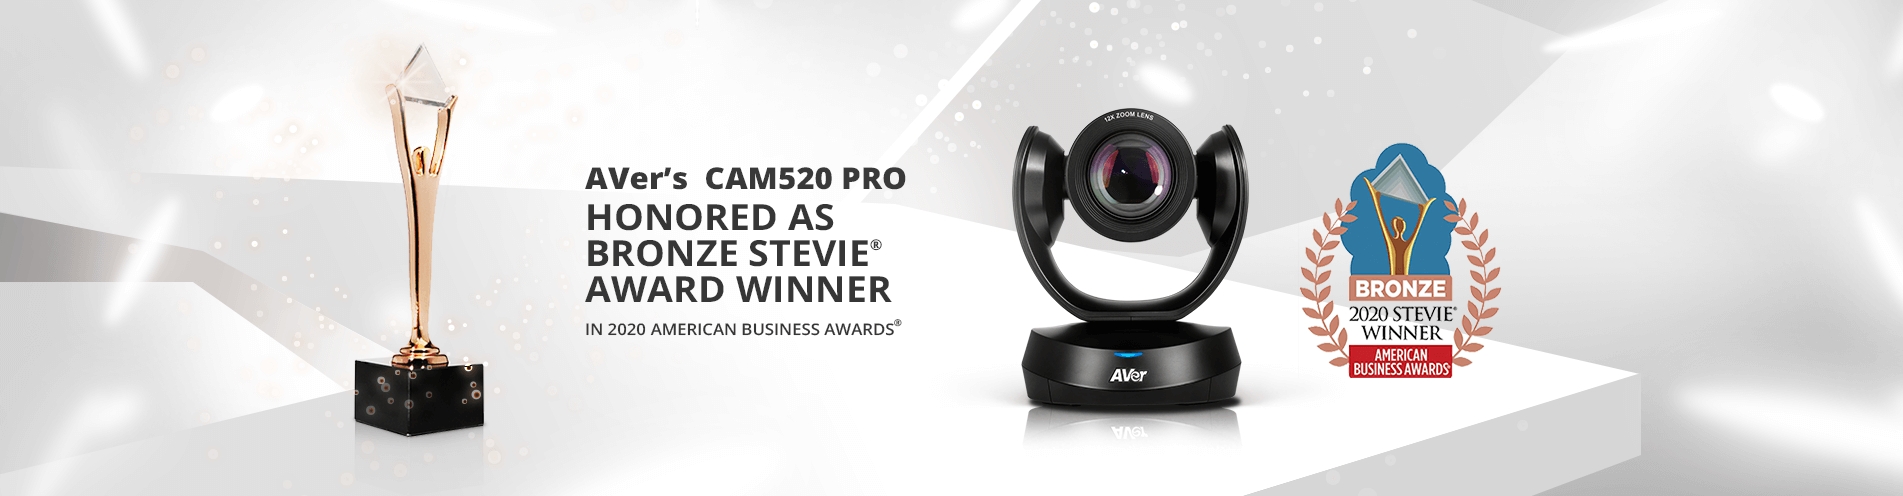 AVer’s CAM520 PRO
HONORED AS
BRONZE STEVIE®
AWARD WINNER
IN 2020 AMERICAN BUSINESS AWARDS®
12X ZOOM LENS
AVer
BRONZE
2020 STEVIE®
WINNER
AMERICAN
BUSINESS AWARDS®